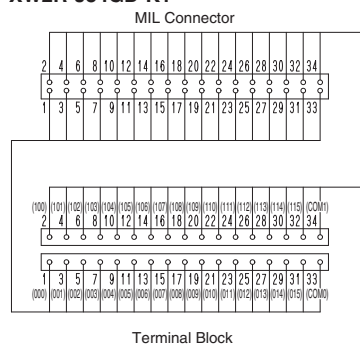 MIL Connector
2 4 6 8 10 12 14 16 18 20 22 24 26 28 30 32 34
1 3 5 7 9 11 13 15 17 19 21 23 25 27 29 31 33
(100) (101) (102) (103) (104) (105) (106) (107) (108) (109) (110) (111) (112) (113) (114) (115) (COM1)
2 4 6 8 10 12 14 16 18 20 22 24 26 28 30 32 34
1 3 5 7 9 11 13 15 17 19 21 23 25 27 29 31 33
(000) (001) (002) (003) (004) (005) (006) (007) (008) (009) (010) (011) (012) (013) (014) (015) (COM0)
Terminal Block